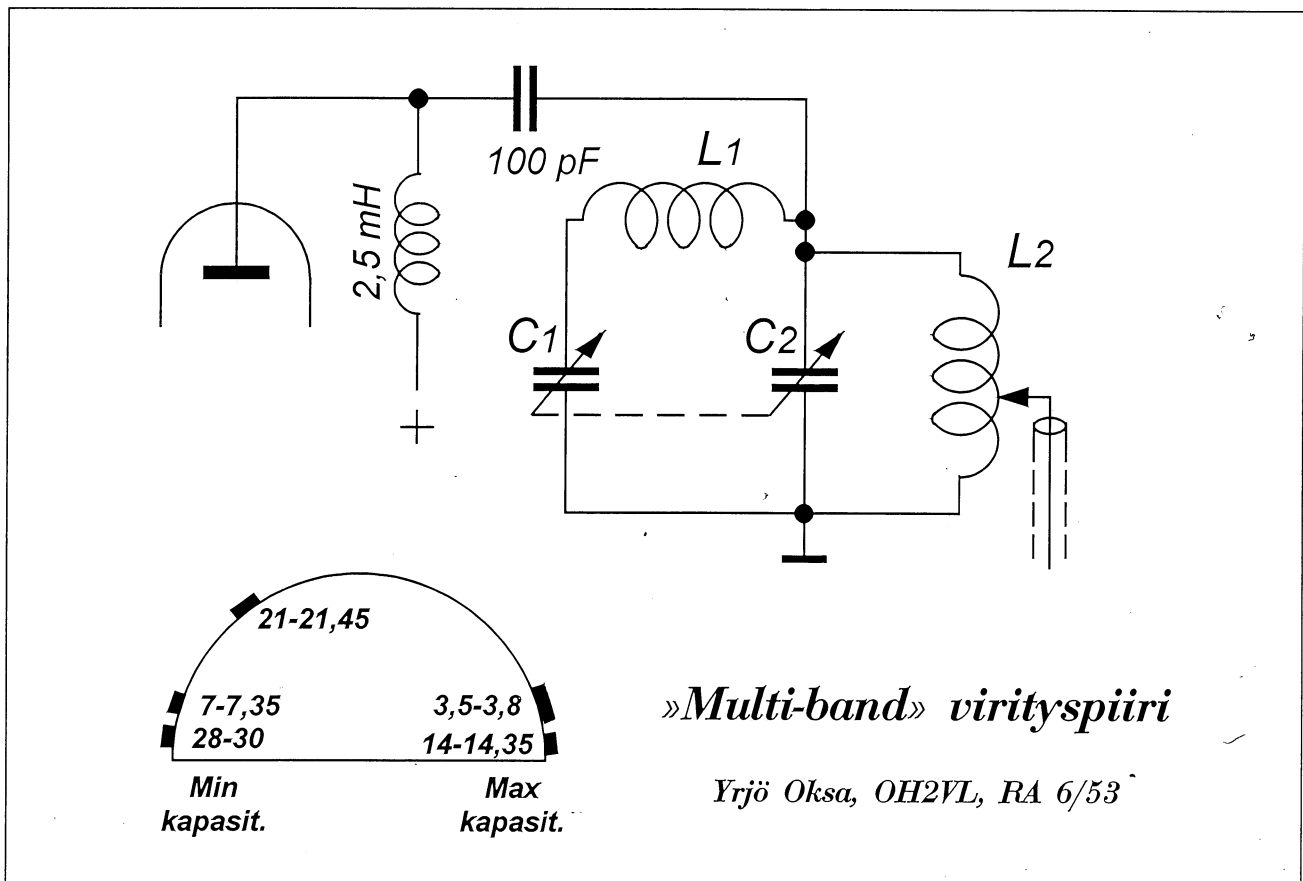 100 pF
L1
2,5 mH
L2
C1
C2
+
21-21,45
7-7,35
3,5-3,8
28-30
14-14,35
Min
kapasit.
Max
kapasit.
»Multi-band» virityspiiri
Yrjö Oksa, OH2VL, RA 6/53